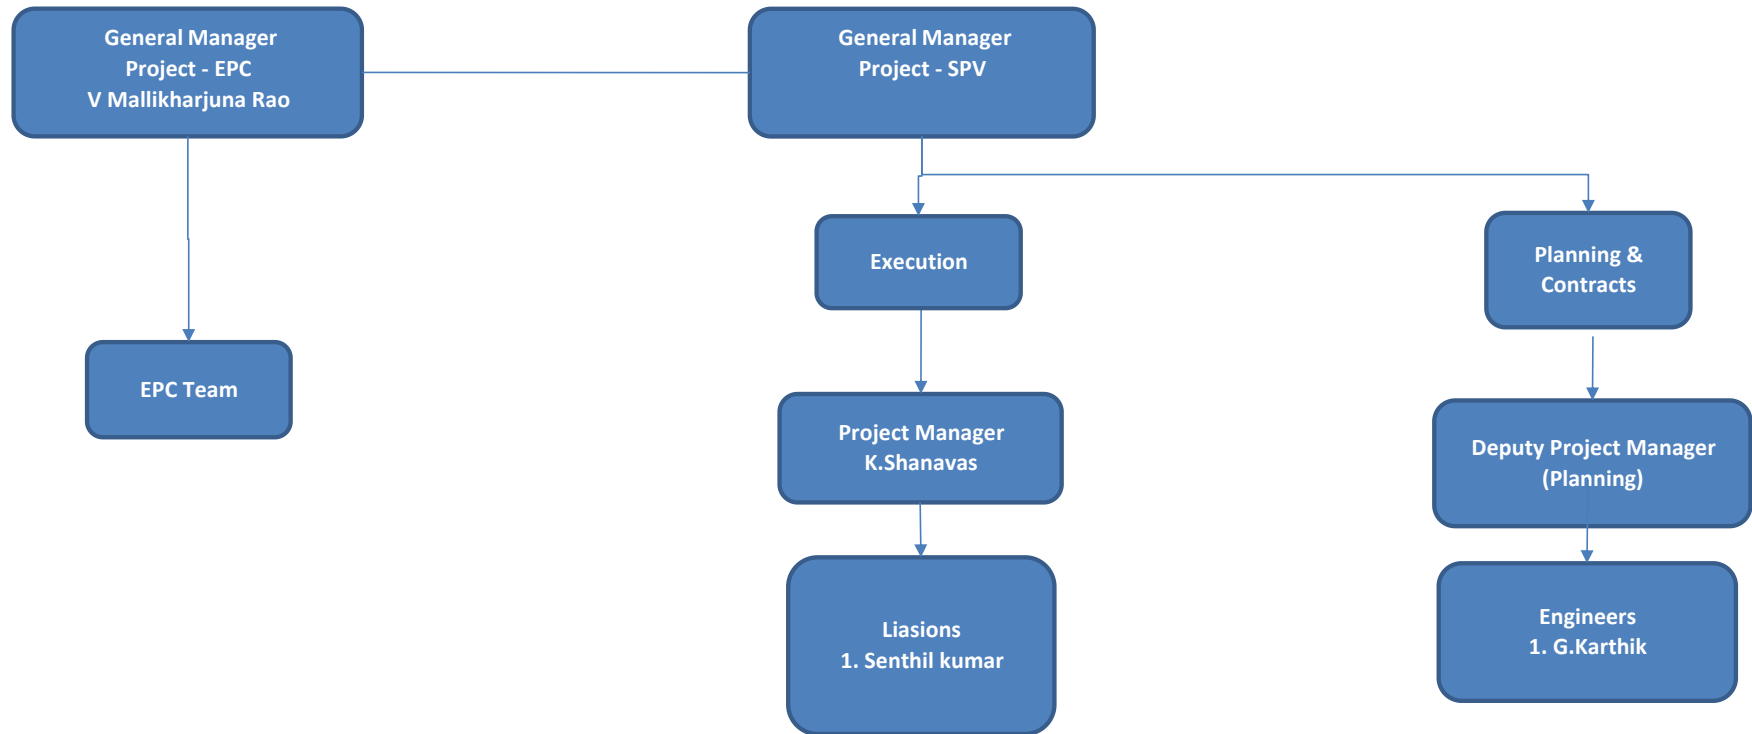 General Manager
Project - EPC
V Mallikharjuna Rao
General Manager
Project - SPV
Execution
Planning &
Contracts
EPC Team
Project Manager
K.Shanavas
Deputy Project Manager
(Planning)
Liasions
1. Senthil kumar
Engineers
1. G.Karthik